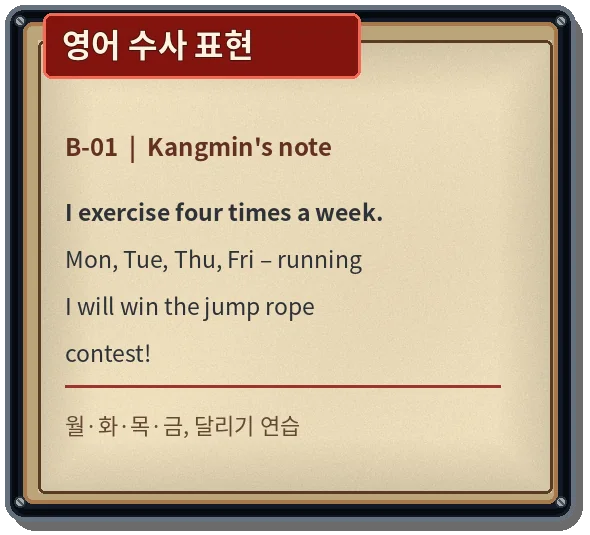 영어 수사 표현
B-01 | Kangmin's note
I exercise four times a week.
Mon, Tue, Thu, Fri – running
I will win the jump rope
contest!
월·화·목·금, 달리기 연습